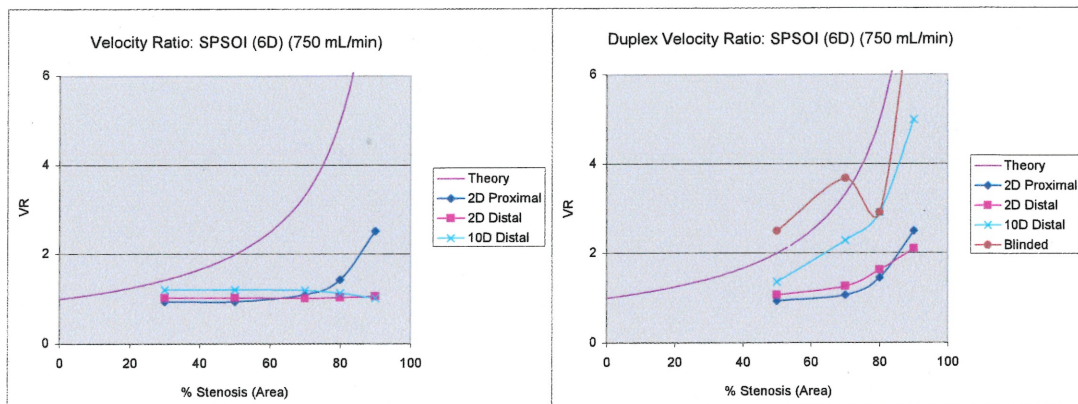 Velocity Ratio: SPSOI (6D) (750 mL/min)
6
4
2
0
VR
0 20 40 60 80 100
% Stenosis (Area)
Theory
2D Proximal
2D Distal
10D Distal
Duplex Velocity Ratio: SPSOI (6D) (750 mL/min)
6
4
2
0
VR
0 20 40 60 80 100
% Stenosis (Area)
Theory
2D Proximal
2D Distal
10D Distal
Blinded